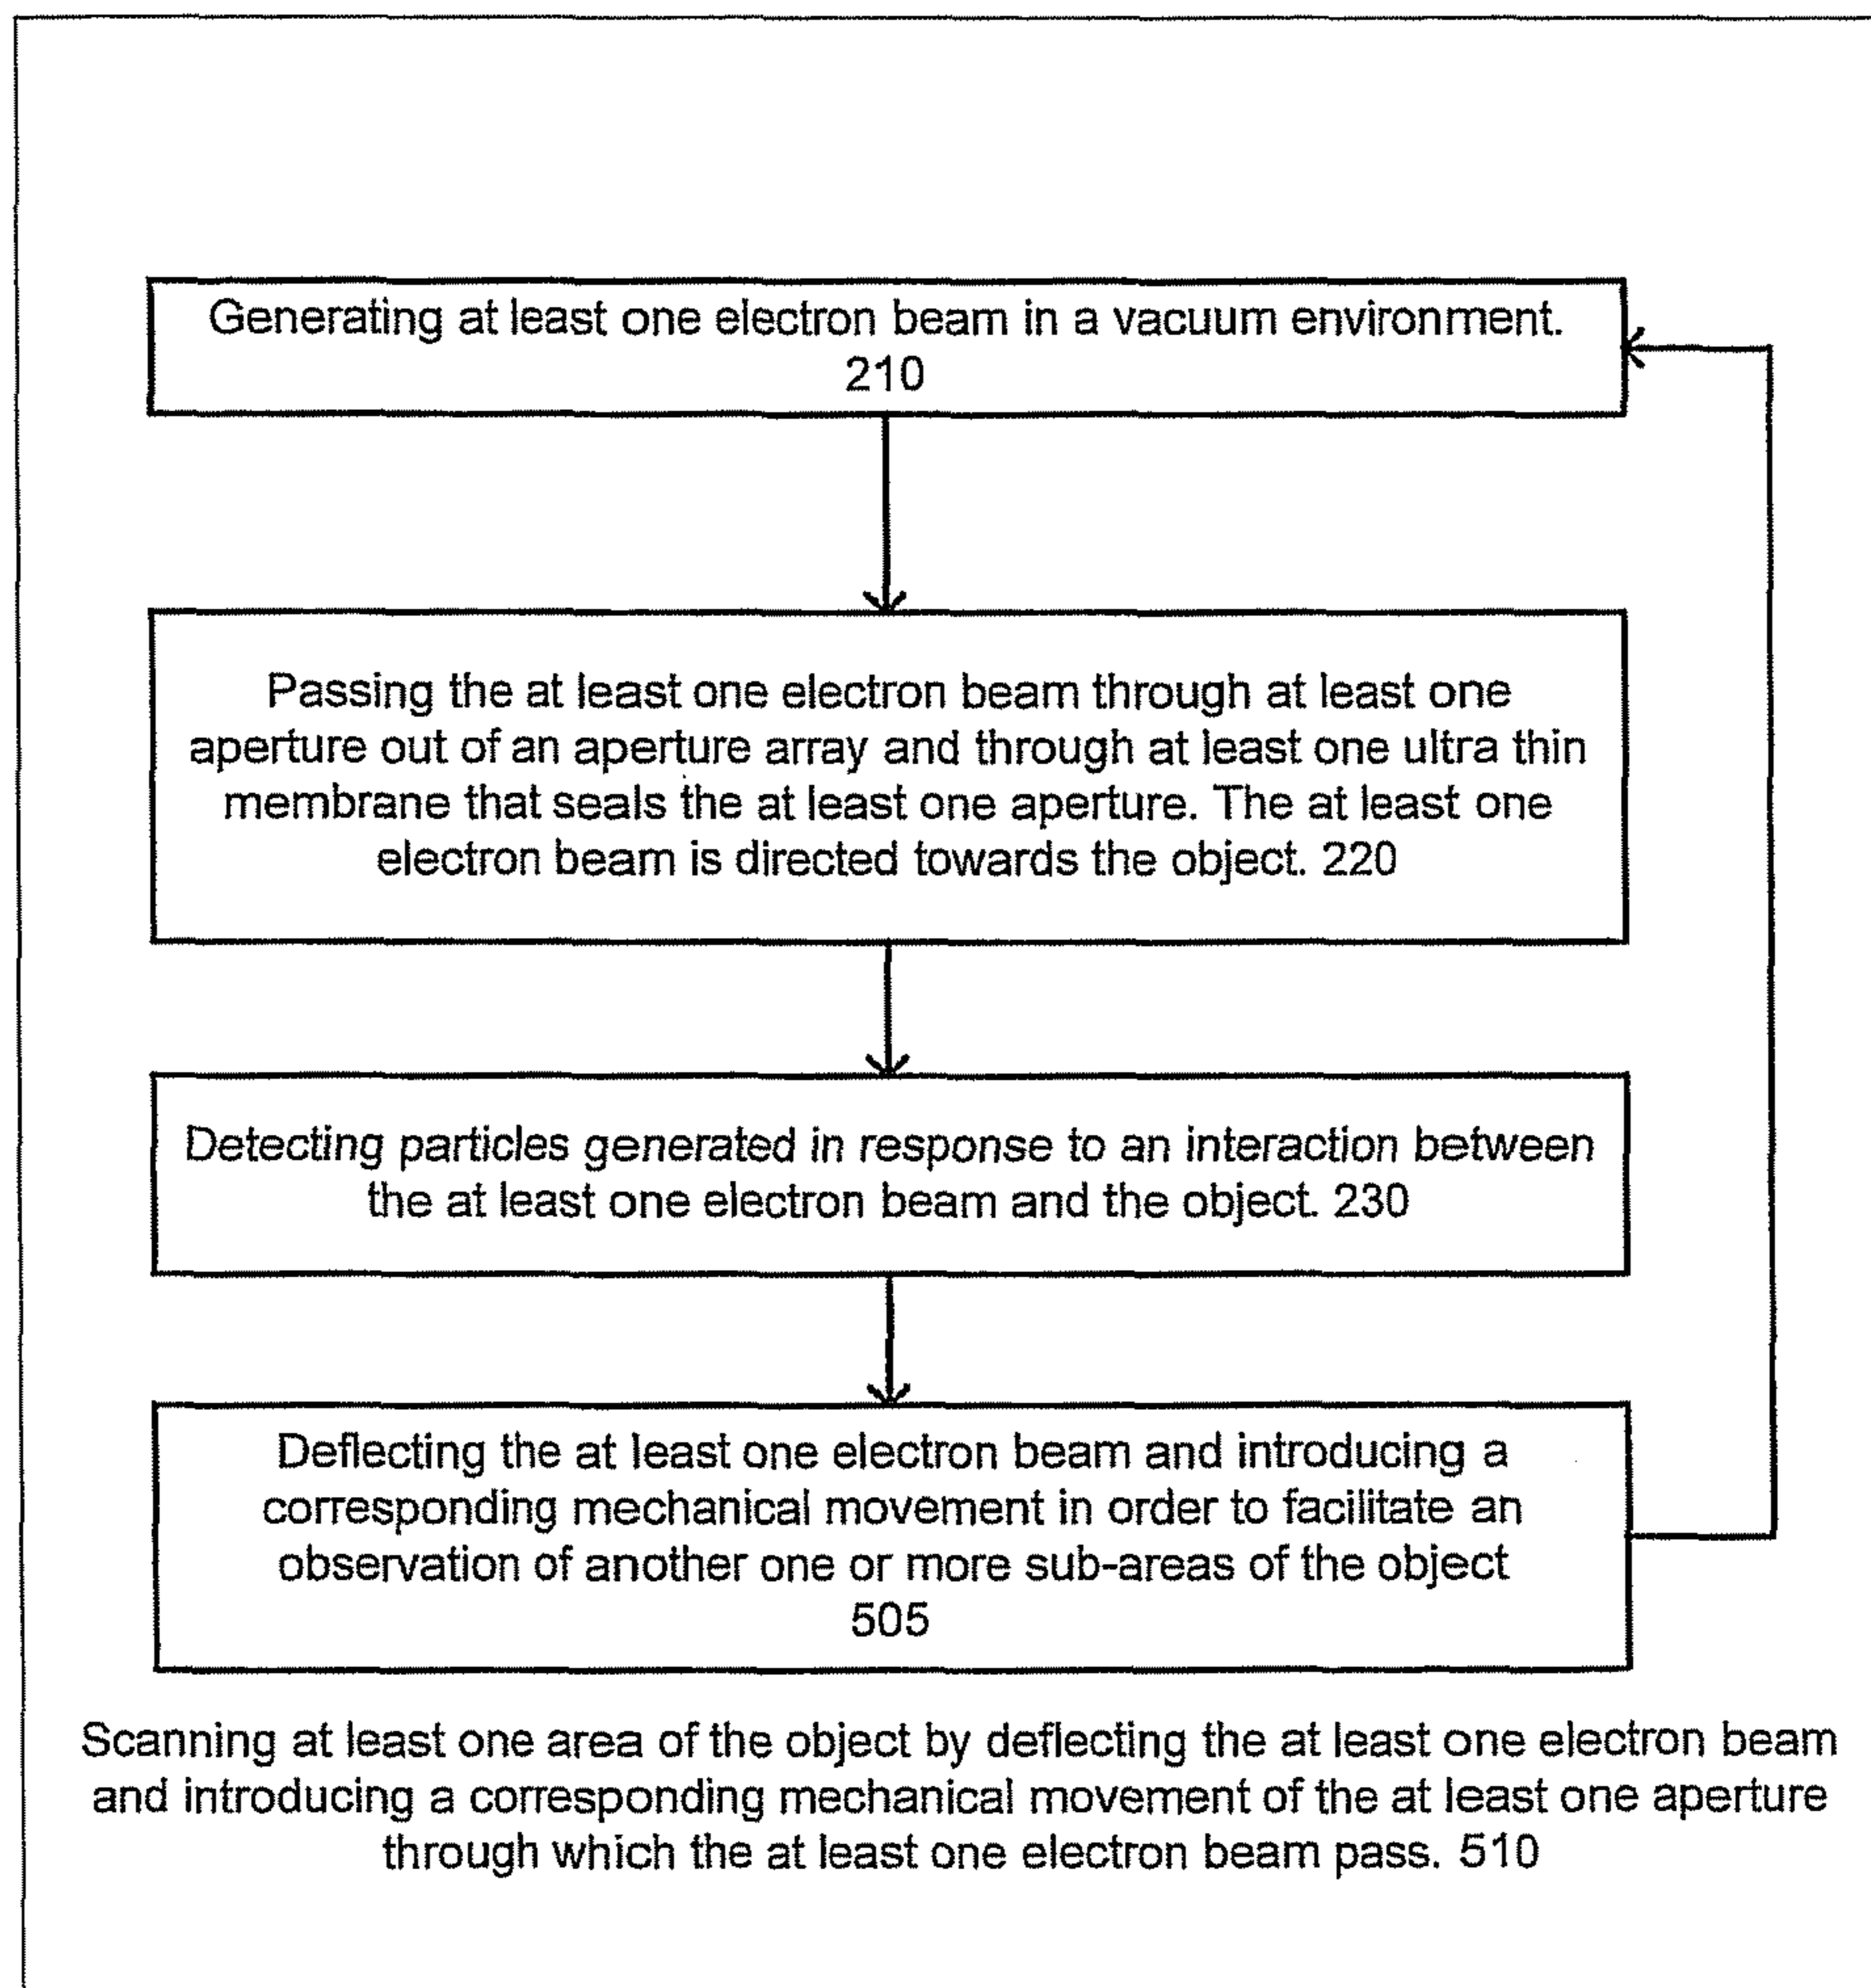 Generating at least one electron beam in a vacuum environment.
210
Passing the at least one electron beam through at least one
aperture out of an aperture array and through at least one ultra thin
membrane that seals the at least one aperture. The at least one
electron beam is directed towards the object. 220
Detecting particles generated in response to an interaction between
the at least one electron beam and the object. 230
Deflecting the at least one electron beam and introducing a
corresponding mechanical movement in order to facilitate an
observation of another one or more sub-areas of the object
505
Scanning at least one area of the object by deflecting the at least one electron beam
and introducing a corresponding mechanical movement of the at least one aperture
through which the at least one electron beam pass. 510